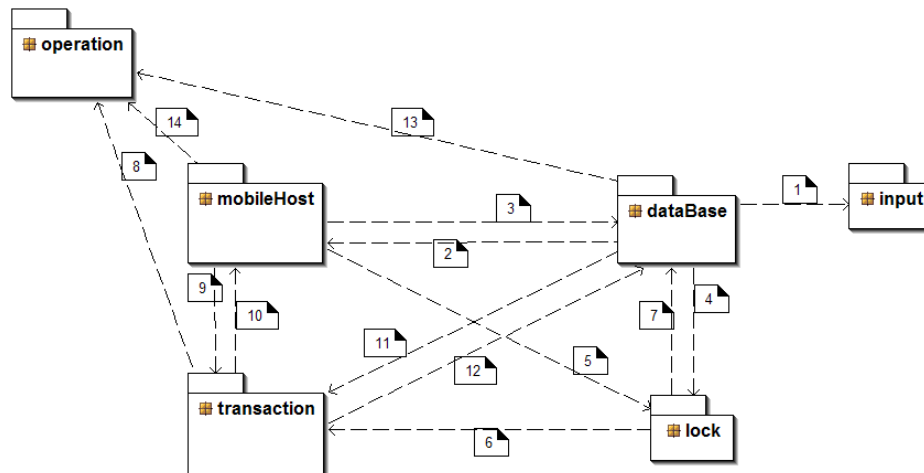 operation
14
13
8
mobileHost
3
dataBase
1
input
2
9
10
7
4
11
12
5
transaction
6
lock